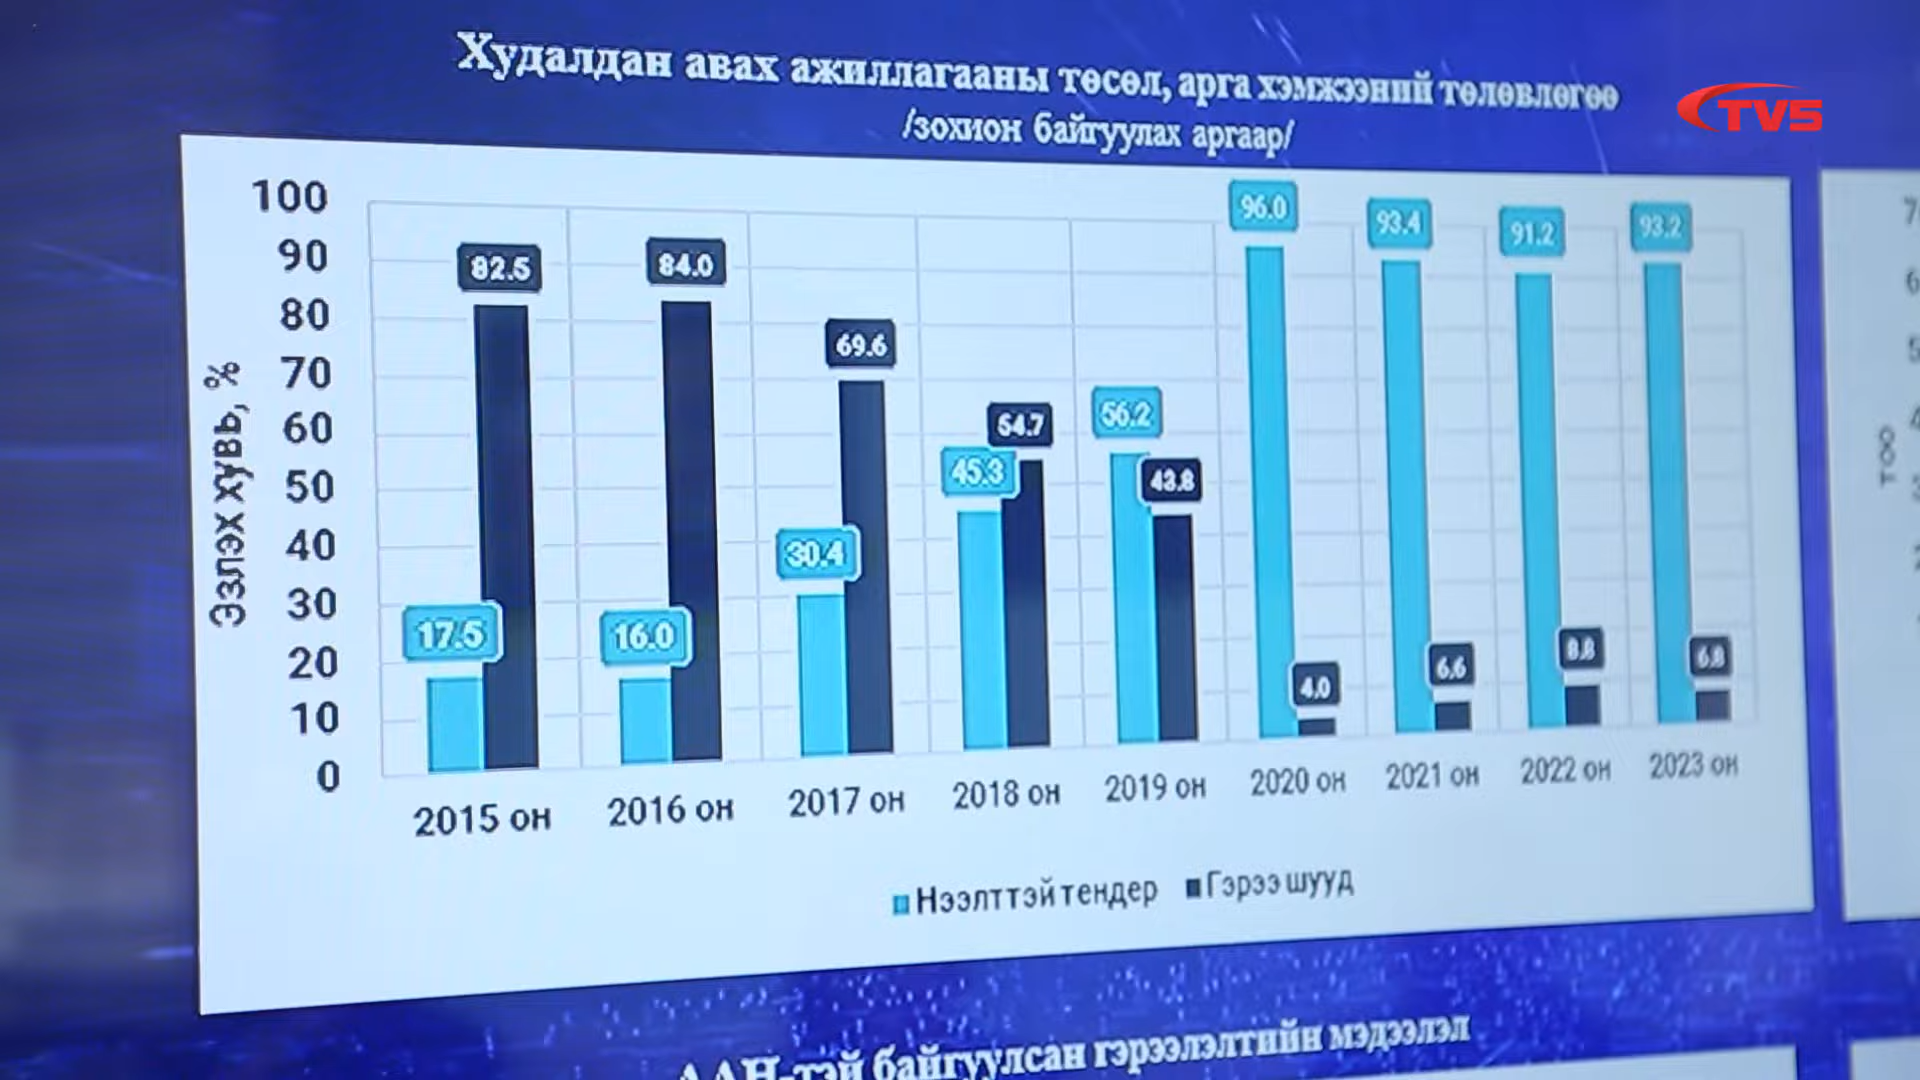 Худалдан авах ажиллагааны төсөл, арга хэмжээний төлөвлөгөө
/зохион байгуулах аргаар/
TV5
Эзлэх хувь, %
100
90
80
70
60
50
40
30
20
10
0
17.5 82.5
16.0 84.0
30.4 69.6
45.3 54.7
56.2 43.8
96.0 4.0
93.4 6.6
91.2 8.8
93.2 6.8
2015 он 2016 он 2017 он 2018 он 2019 он 2020 он 2021 он 2022 он 2023 он
Нээлттэй тендер Гэрээ шууд
ТОО
7
6
5
ААН-тэй байгуулсан гэрээлэлтийн мэдээлэл